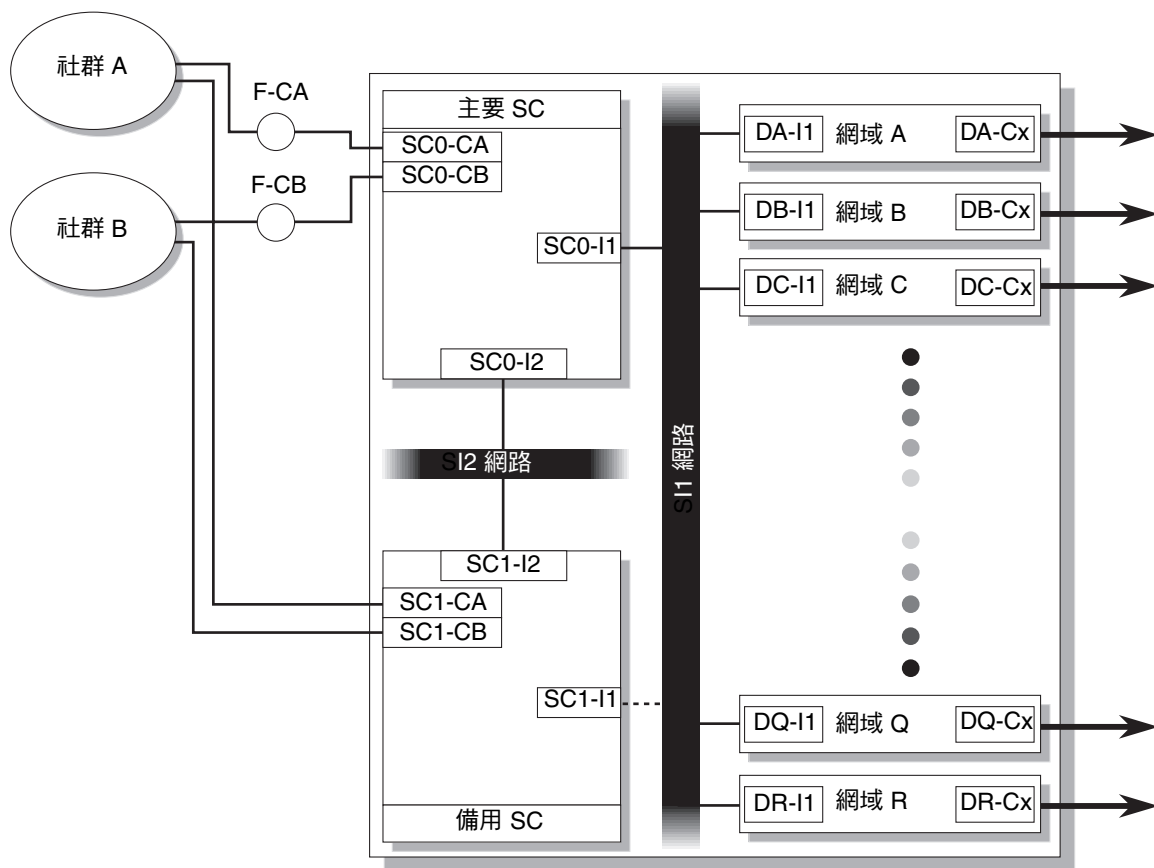 社群 A
F-CA
社群 B
F-CB
主要 SC
SC0-CA
SC0-CB
SC0-I1
SC0-I2
SI2 網路
SC1-I2
SC1-CA
SC1-CB
SC1-I1
備用 SC
SI1 網路
DA-I1 網域 A DA-Cx
DB-I1 網域 B DB-Cx
DC-I1 網域 C DC-Cx
DQ-I1 網域 Q DQ-Cx
DR-I1 網域 R DR-Cx